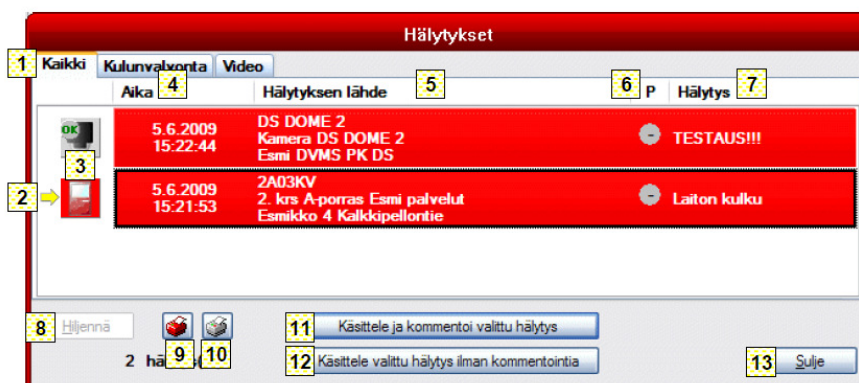 Hälytykset
1 Kaikki Kulunvalvonta Video
Aika 4 Hälytyksen lähde 5 6 P Hälytys 7
OK 5.6.2009 15:22:44 DS DOME 2 - TESTAUS!!!
Kamera DS DOME 2
Esmi DVMS PK DS
3
2 5.6.2009 15:21:53 2A03KV - Laiton kulku
2. krs A-porras Esmi palvelut
Esmikko 4 Kalkkipellontie
8 Hiljennä 11 Käsittele ja kommentoi valittu hälytys
9 10
2 12 Käsittele valittu hälytys ilman kommentointia 13 Sulje